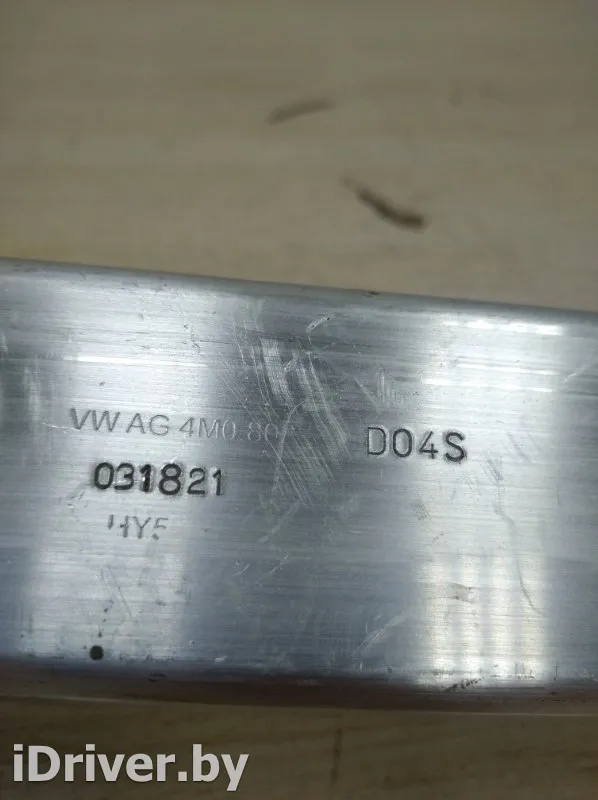 VW AG 4M0 80
D04S
031821
HY5
iDriver.by